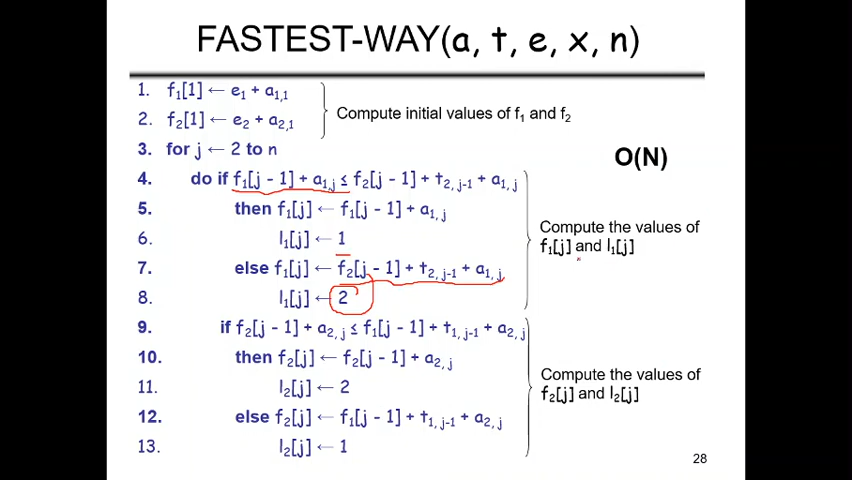 FASTEST-WAY(a, t, e, x, n)
1. f₁[1] ← e₁ + a₁,₁
2. f₂[1] ← e₂ + a₂,₁
Compute initial values of f₁ and f₂
3. for j ← 2 to n
O(N)
4. do if f₁[j - 1] + a₁,ⱼ ≤ f₂[j - 1] + t₂, ⱼ₋₁ + a₁, ⱼ
5. then f₁[j] ← f₁[j - 1] + a₁, ⱼ
6. l₁[j] ← 1
7. else f₁[j] ← f₂[j - 1] + t₂, ⱼ₋₁ + a₁, ⱼ
8. l₁[j] ← 2
Compute the values of
f₁[j] and l₁[j]
9. if f₂[j - 1] + a₂, ⱼ ≤ f₁[j - 1] + t₁, ⱼ₋₁ + a₂, ⱼ
10. then f₂[j] ← f₂[j - 1] + a₂, ⱼ
11. l₂[j] ← 2
12. else f₂[j] ← f₁[j - 1] + t₁, ⱼ₋₁ + a₂, ⱼ
13. l₂[j] ← 1
Compute the values of
f₂[j] and l₂[j]
28